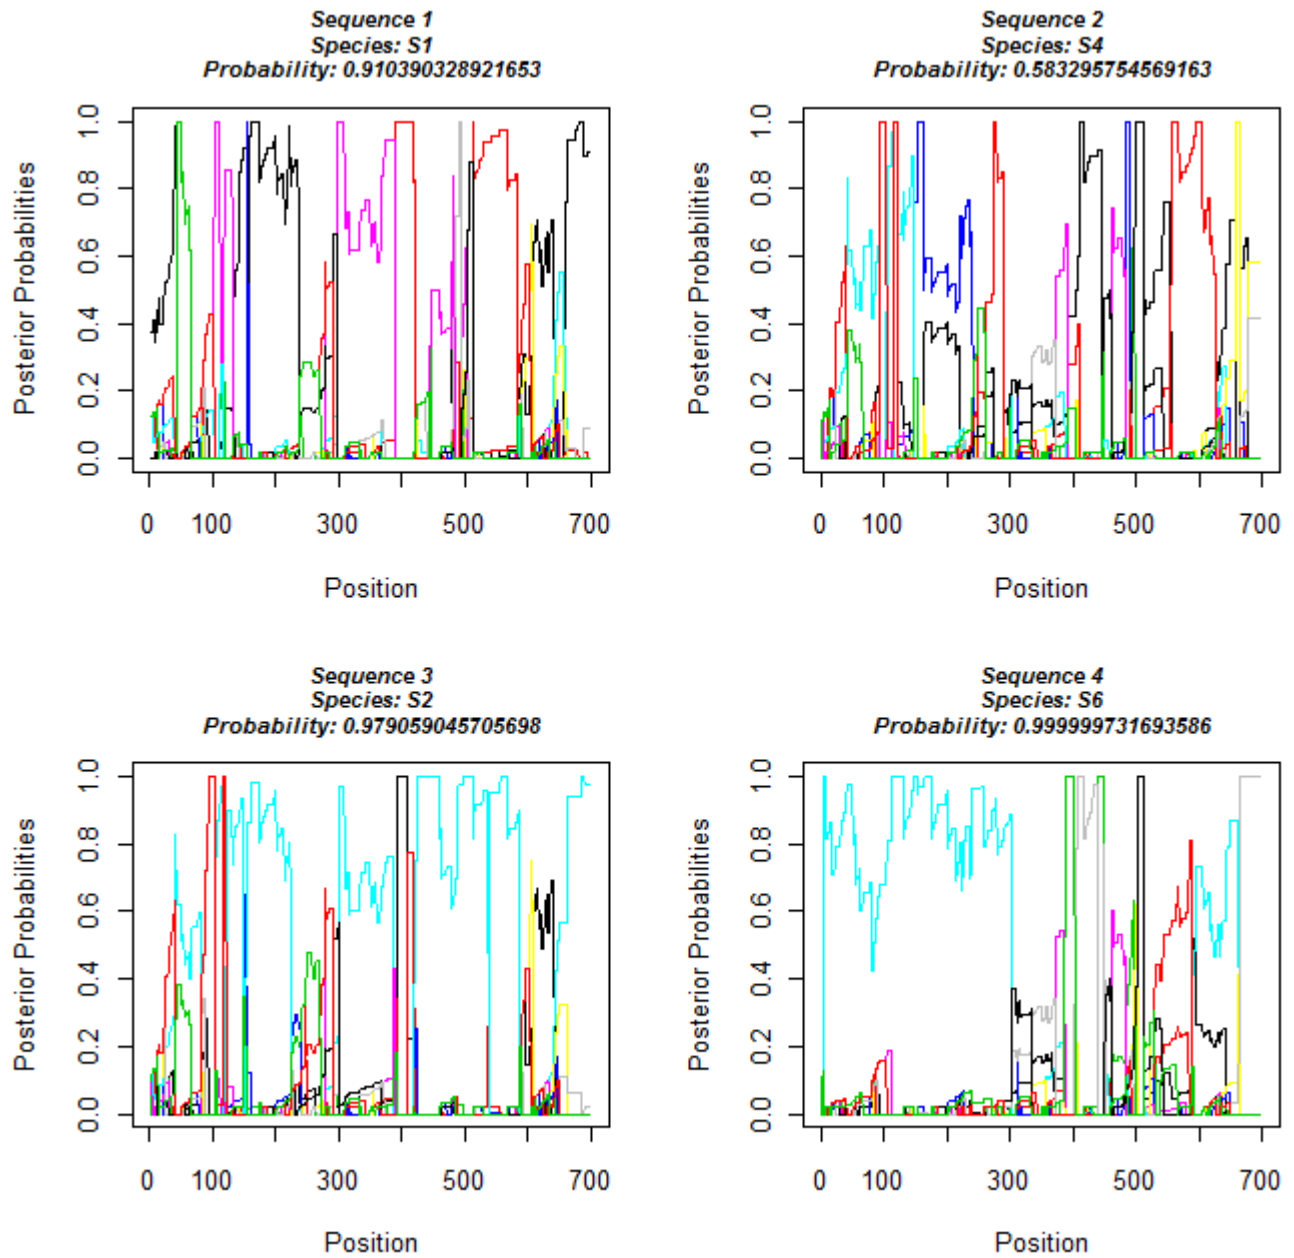 Sequence 1
Species: S1
Probability: 0.910390328921653
Posterior Probabilities
1.0
0.8
0.6
0.4
0.2
0.0
0 100 300 500 700
Position
Sequence 2
Species: S4
Probability: 0.583295754569163
Posterior Probabilities
1.0
0.8
0.6
0.4
0.2
0.0
0 100 300 500 700
Position
Sequence 3
Species: S2
Probability: 0.979059045705698
Posterior Probabilities
1.0
0.8
0.6
0.4
0.2
0.0
0 100 300 500 700
Position
Sequence 4
Species: S6
Probability: 0.999999731693586
Posterior Probabilities
1.0
0.8
0.6
0.4
0.2
0.0
0 100 300 500 700
Position